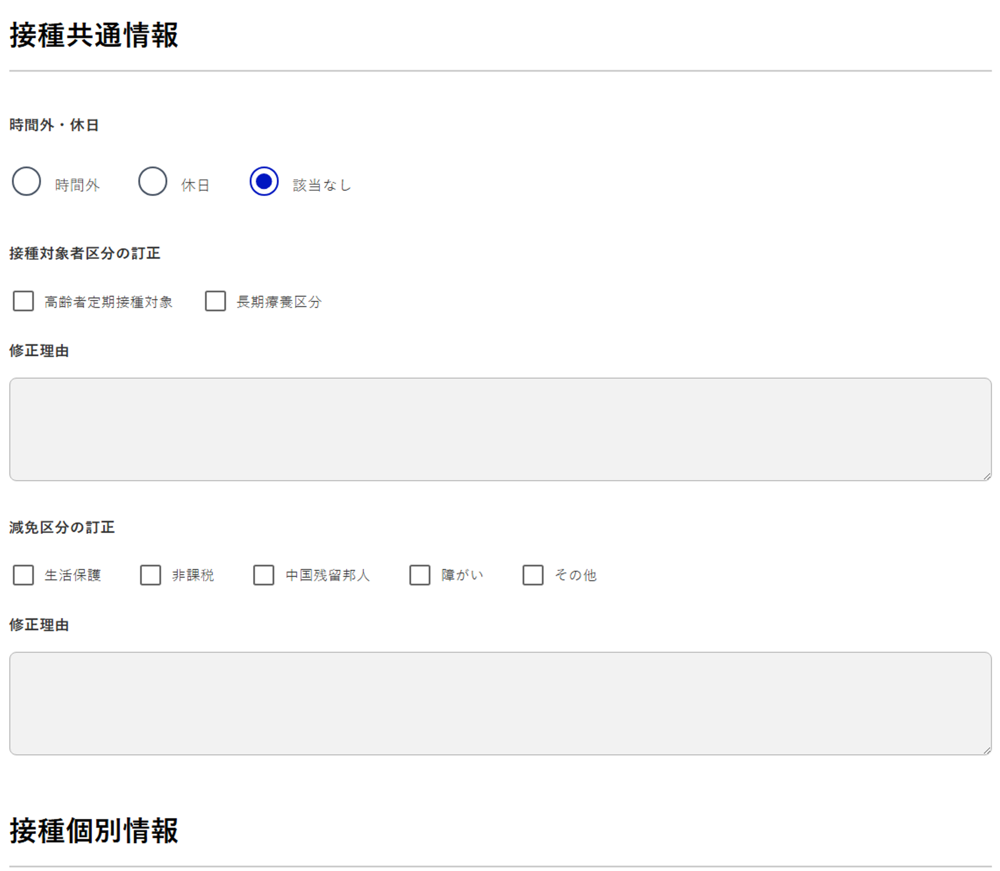 接種共通情報
時間外・休日
時間外 休日 該当なし
接種対象者区分の訂正
高齢者定期接種対象 長期療養区分
修正理由
減免区分の訂正
生活保護 非課税 中国残留邦人 障がい その他
修正理由
接種個別情報